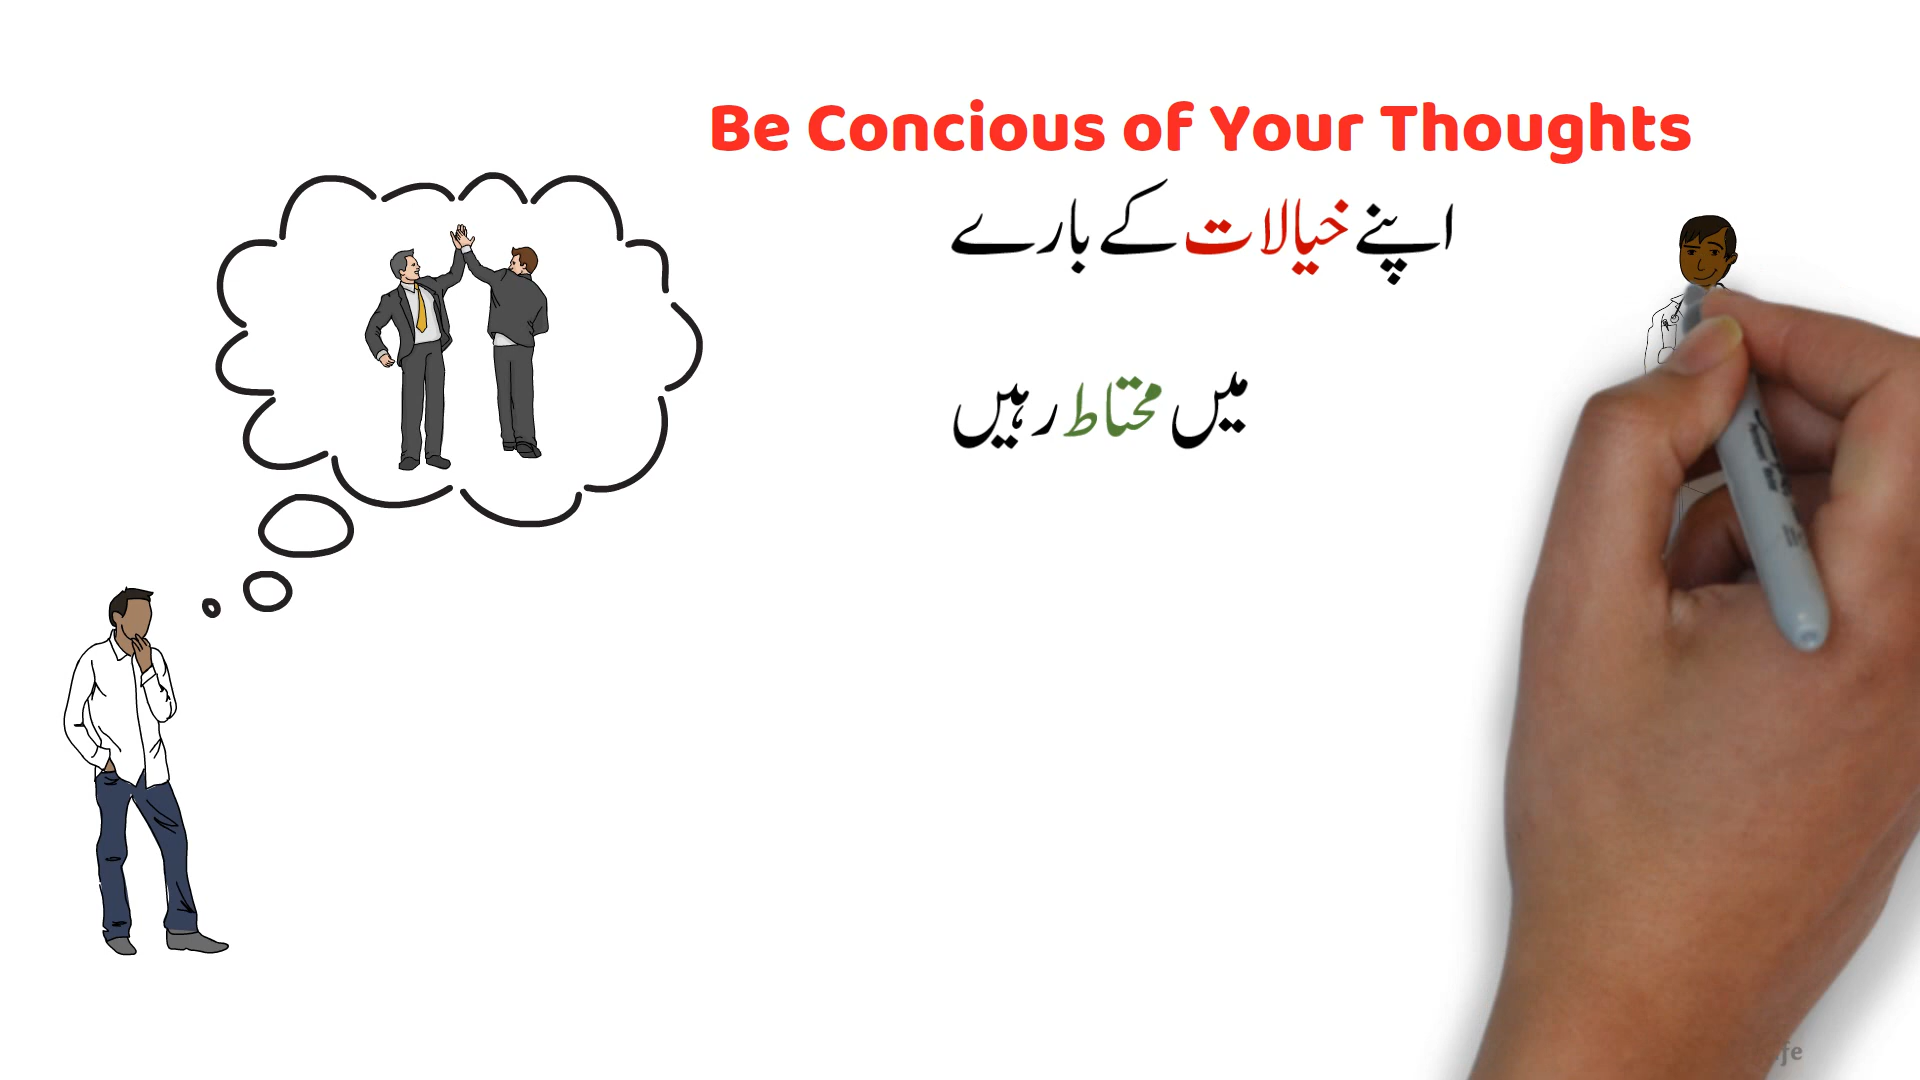 Be Concious of Your Thoughts
اپنے خیالات کے بارے
میں محتاط رہیں